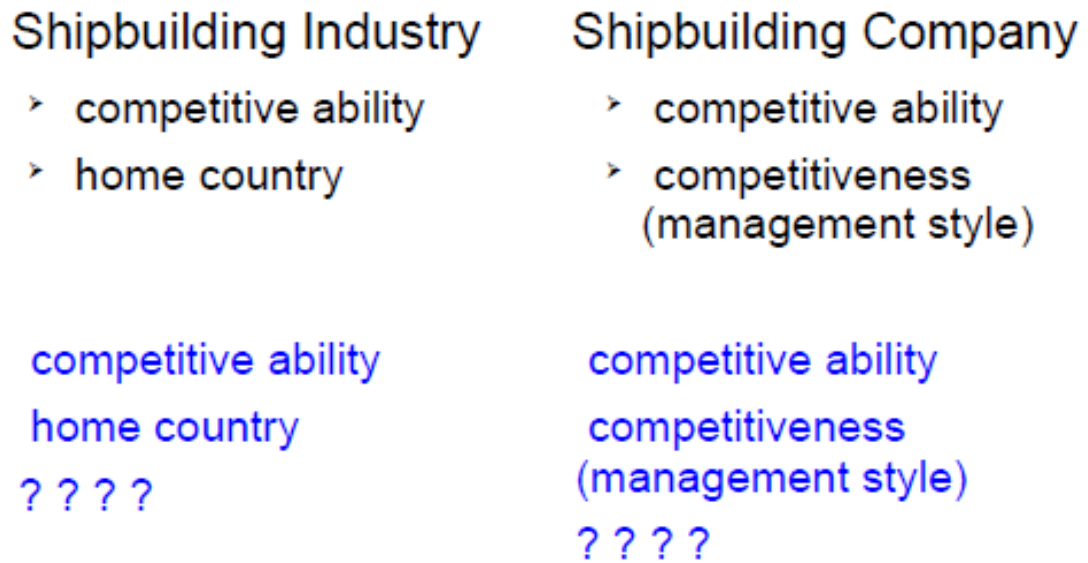 Shipbuilding Industry
➢ competitive ability
➢ home country
Shipbuilding Company
➢ competitive ability
➢ competitiveness
(management style)
competitive ability
home country
? ? ? ?
competitive ability
competitiveness
(management style)
? ? ? ?